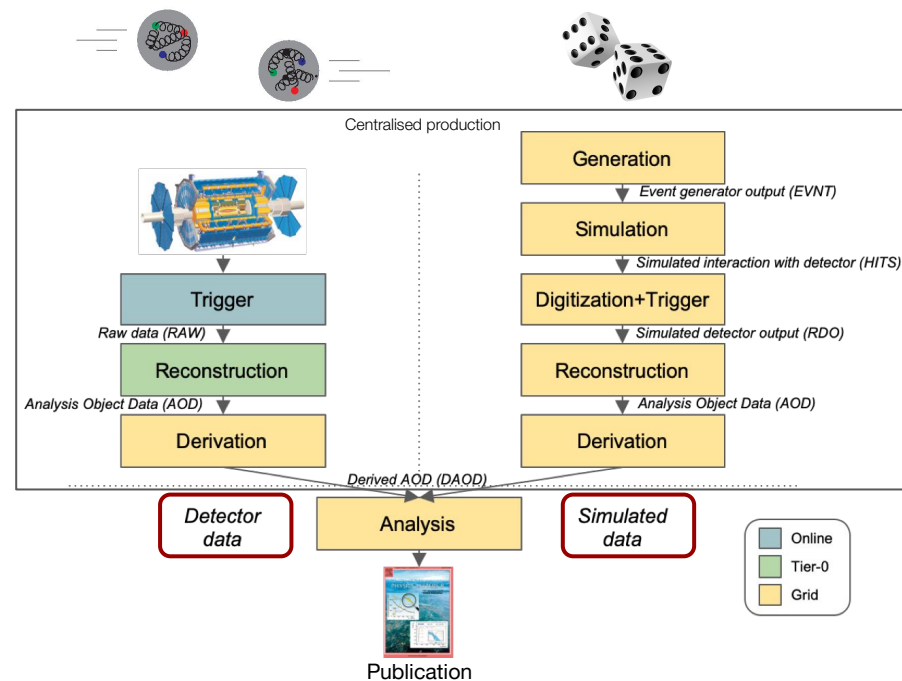 Centralised production
Generation
Event generator output (EVNT)
Simulation
Simulated interaction with detector (HITS)
Trigger
Digitization+Trigger
Raw data (RAW)
Simulated detector output (RDO)
Reconstruction
Reconstruction
Analysis Object Data (AOD)
Analysis Object Data (AOD)
Derivation
Derivation
Derived AOD (DAOD)
Detector
data
Analysis
Simulated
data
Online
Tier-0
Grid
Publication